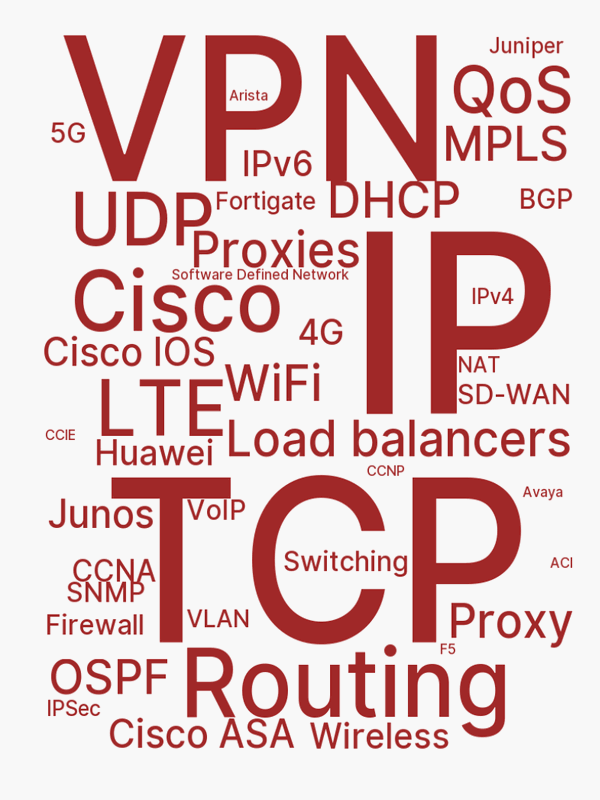 VPN
Juniper
QoS
Arista
5G
MPLS
IPv6
UDP
Fortigate
DHCP
BGP
Proxies
IP
Software Defined Network
Cisco
IPv4
4G
Cisco IOS
NAT
WiFi
SD-WAN
LTE
CCIE
Load balancers
Huawei
CCNP
TCP
Avaya
Junos
VoIP
Switching
ACI
CCNA
SNMP
VLAN
Firewall
Proxy
F5
OSPF
Routing
IPSec
Cisco ASA
Wireless